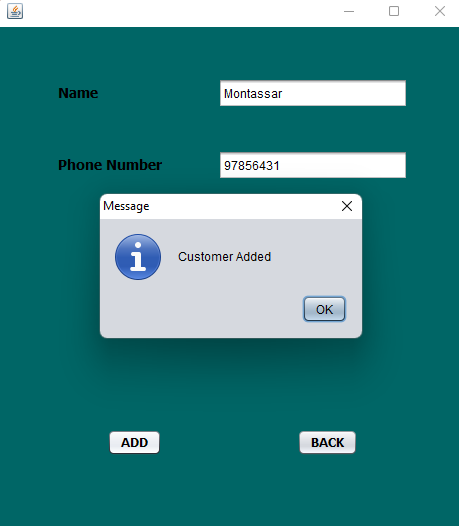 Name
Montassar
Phone Number
97856431
Message
Customer Added
OK
ADD
BACK